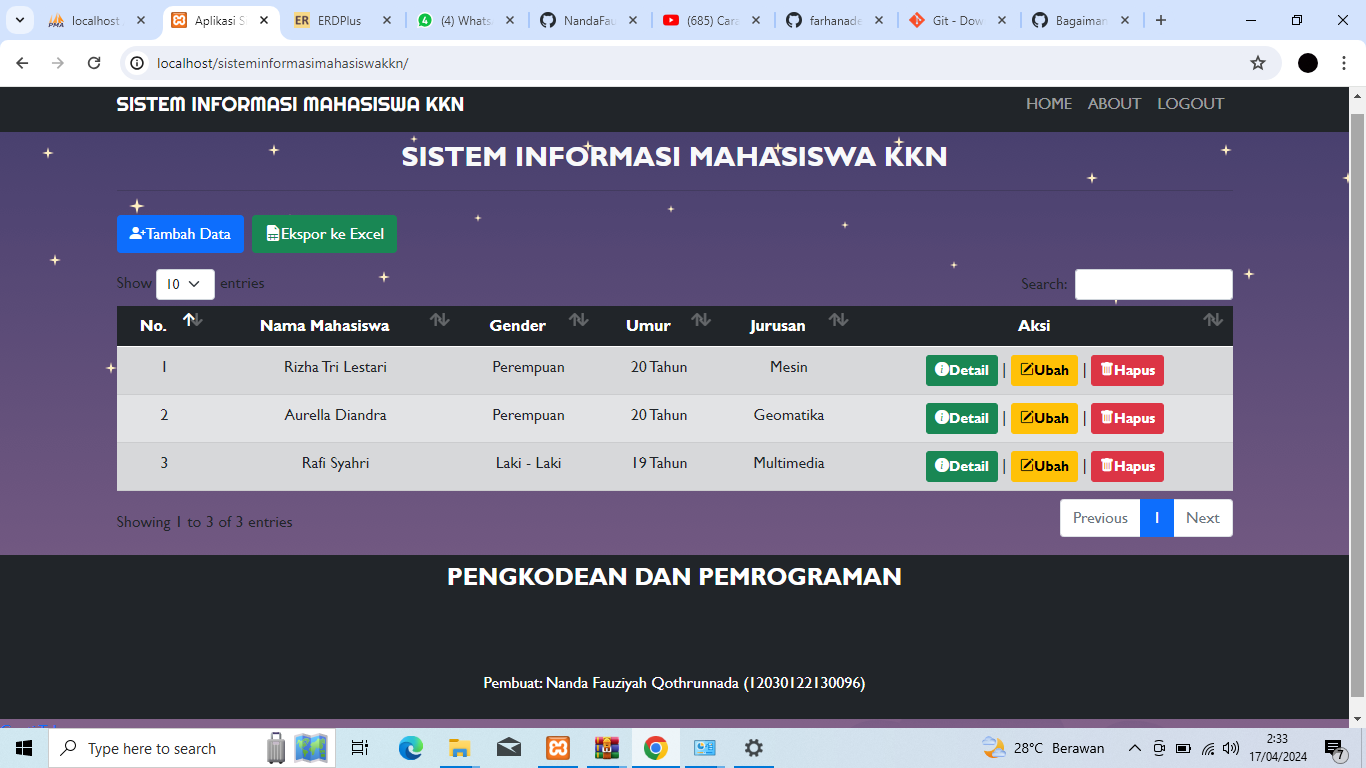 localhost
Aplikasi S
ERDPlus
(4) Whats
NandaFau
(685) Cara
farhanade
Git - Dow
Bagaiman
localhost/sisteminformasimahasiswakkn/
SISTEM INFORMASI MAHASISWA KKN HOME ABOUT LOGOUT
SISTEM INFORMASI MAHASISWA KKN
Tambah Data Ekspor ke Excel
Show 10 entries Search:
No. Nama Mahasiswa Gender Umur Jurusan Aksi
1 Rizha Tri Lestari Perempuan 20 Tahun Mesin Detail | Ubah | Hapus
2 Aurella Diandra Perempuan 20 Tahun Geomatika Detail | Ubah | Hapus
3 Rafi Syahri Laki - Laki 19 Tahun Multimedia Detail | Ubah | Hapus
Showing 1 to 3 of 3 entries Previous 1 Next
PENGKODEAN DAN PEMROGRAMAN
Pembuat: Nanda Fauziyah Qothrunnada (12030122130096)
Type here to search 28°C Berawan 2:33
17/04/2024 7